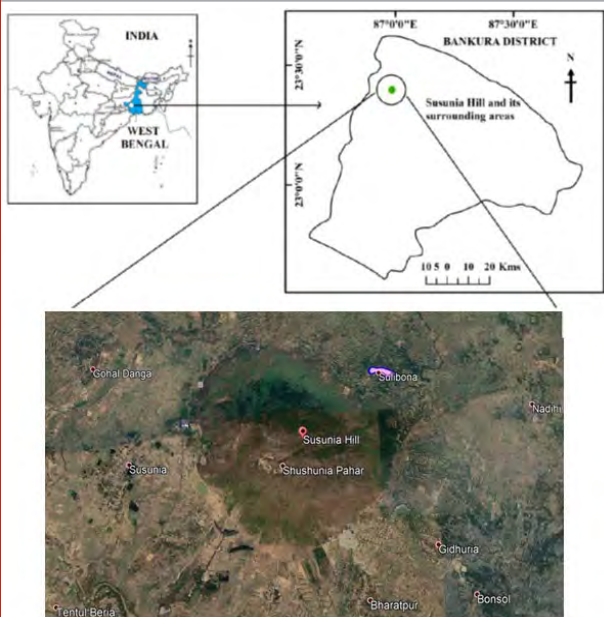 INDIA
WEST
BENGAL
87°0'0"N
87°30'0"N
BANKURA DISTRICT
N
23°30'0"N
23°0'0"N
Susunia Hill and its
surrounding areas
10 5 0 10 20 Kms
Gohal Danga
Sulibona
Nadihi
Susunia Hill
Shushunia Pahar
Susunia
Gidhuria
Bonsol
Bharatpur
Tentul Beria